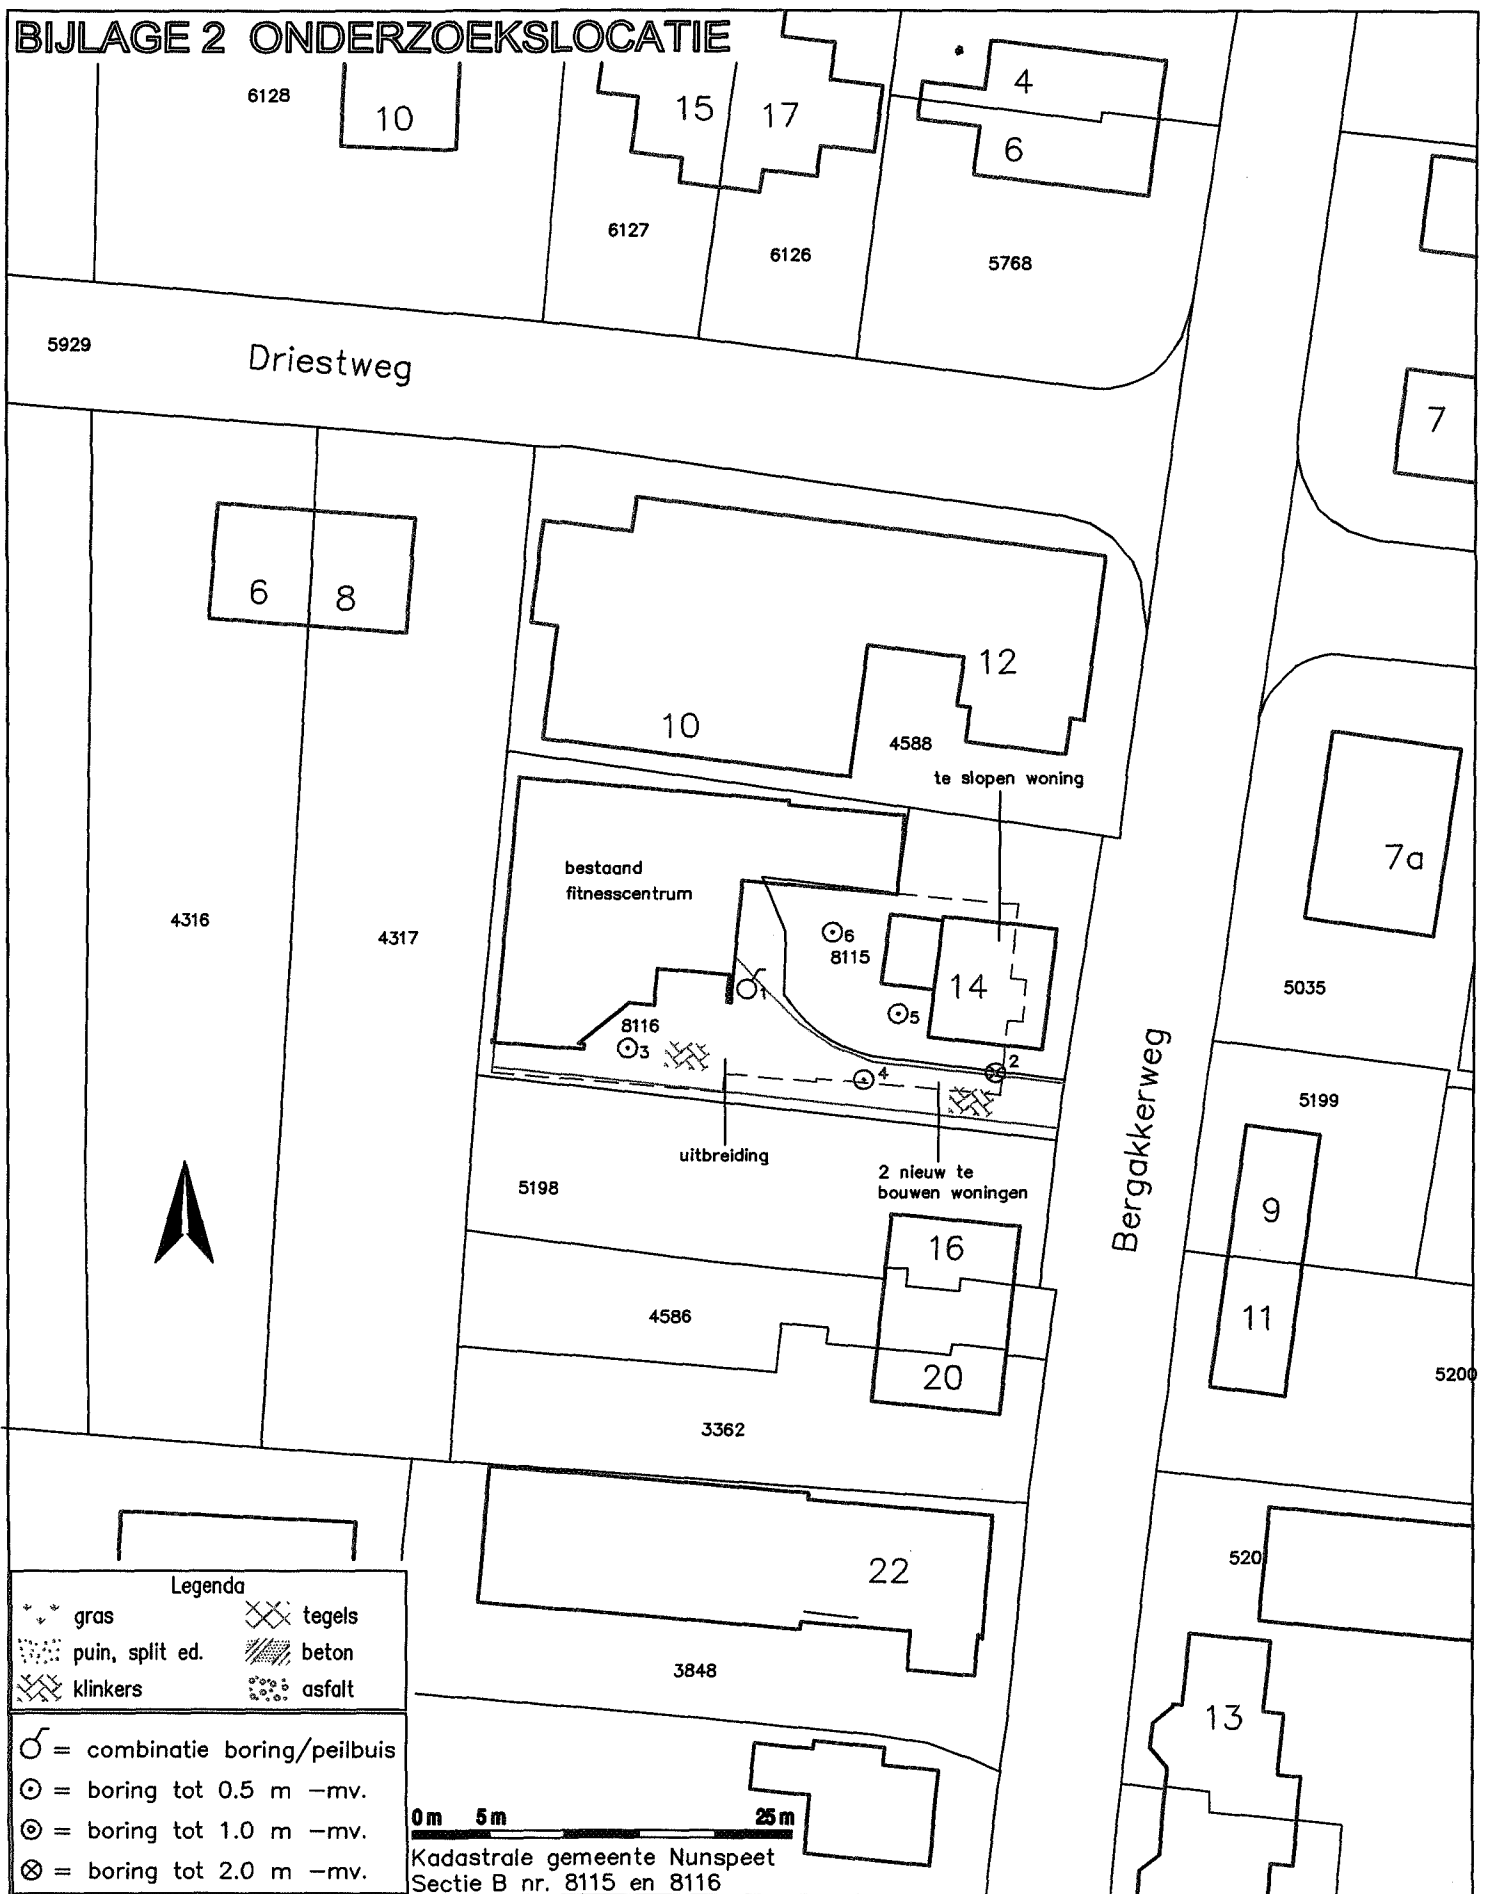 BIJLAGE 2 ONDERZOEKSLOCATIE
6128
10
15
17
4
6
6127
6126
5768
5929
Driestweg
7
6
8
12
10
4588
te slopen woning
7a
bestaand
fitnesscentrum
4316
4317
6
8115
14
5035
1
5
8116
3
4
2
5199
Bergakkerweg
uitbreiding
2 nieuw te
bouwen woningen
5198
9
16
11
4586
20
5200
3362
22
520
3848
13
Legenda
gras
tegels
puin, split ed.
beton
klinkers
asfalt
= combinatie boring/peilbuis
= boring tot 0.5 m -mv.
= boring tot 1.0 m -mv.
= boring tot 2.0 m -mv.
0 m 5 m 25 m
Kadastrale gemeente Nunspeet
Sectie B nr. 8115 en 8116